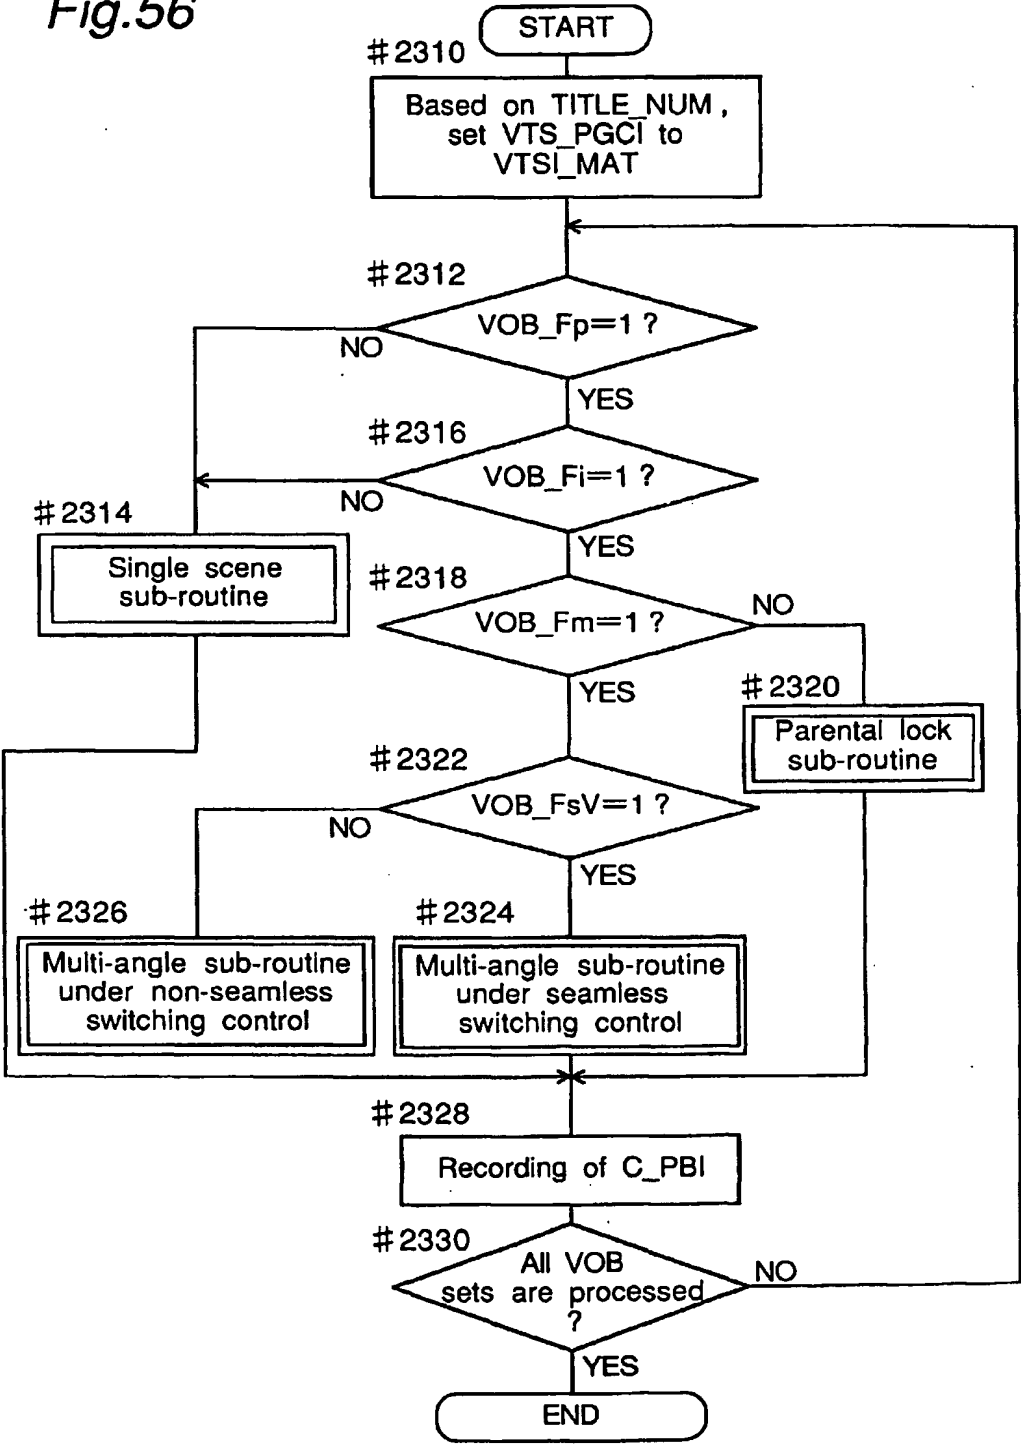 Fig.56
START
#2310
Based on TITLE_NUM,
set VTS_PGCI to
VTSI_MAT
#2312
VOB_Fp=1 ?
NO
YES
#2316
VOB_Fi=1 ?
NO
YES
#2314
Single scene
sub-routine
#2318
VOB_Fm=1 ?
NO
YES
#2320
Parental lock
sub-routine
#2322
VOB_FsV=1 ?
NO
YES
#2326
Multi-angle sub-routine
under non-seamless
switching control
#2324
Multi-angle sub-routine
under seamless
switching control
#2328
Recording of C_PBI
#2330
All VOB
sets are processed
?
NO
YES
END